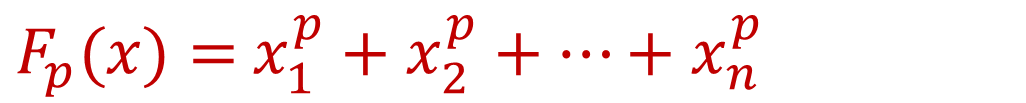 F_p(x) = x_1^p + x_2^p + ⋯ + x_n^p